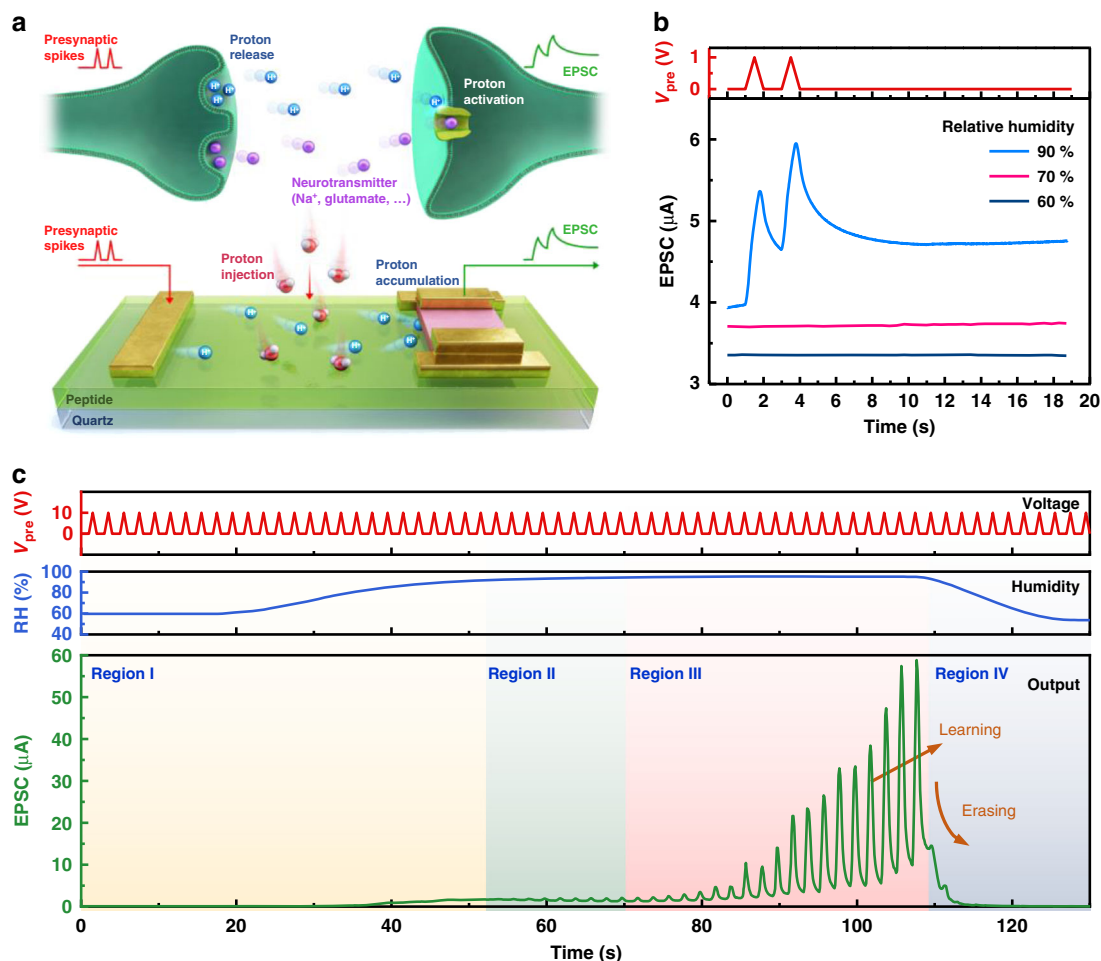 a
Presynaptic
spikes
Proton
release
EPSC
Proton
activation
H⁺
H⁺
H⁺
H⁺
H⁺
H⁺
H⁺
H⁺
H⁺
Neurotransmitter
(Na⁺, glutamate, …)
Presynaptic
spikes
Proton
injection
Proton
accumulation
EPSC
H⁺
H⁺
H⁺
H⁺
H⁺
H⁺
H⁺
Peptide
Quartz
b
Vpre (V)
1
0
Relative humidity
90 %
70 %
60 %
EPSC (μA)
6
5
4
3
0 2 4 6 8 10 12 14 16 18 20
Time (s)
c
Vpre (V)
10
0
Voltage
RH (%)
100
80
60
40
Humidity
EPSC (μA)
60
50
40
30
20
10
0
Region I
Region II
Region III
Region IV
Output
Learning
Erasing
0 20 40 60 80 100 120
Time (s)